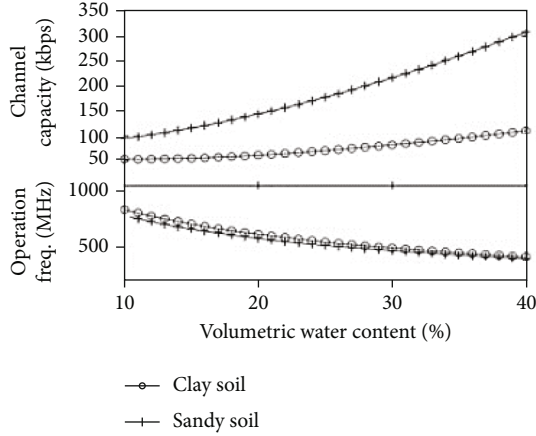 350
300
250
200
150
100
50
Channel
capacity (kbps)
1000
500
Operation
freq. (MHz)
10
20
30
40
Volumetric water content (%)
Clay soil
Sandy soil